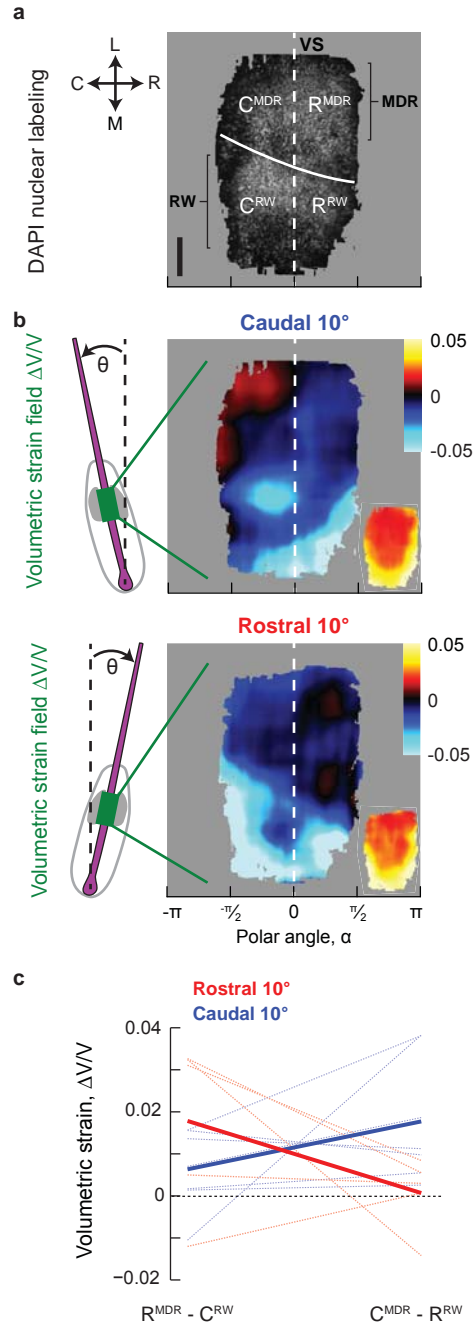 a
L
C R
M
VS
C^MDR R^MDR
MDR
RW
C^RW R^RW
DAPI nuclear labeling
b
Caudal 10°
θ
Volumetric strain field ΔV/V
0.05
0
-0.05
Rostral 10°
θ
Volumetric strain field ΔV/V
0.05
0
-0.05
-π -π/2 0 π/2 π
Polar angle, α
c
Rostral 10°
Caudal 10°
Volumetric strain, ΔV/V
0.04
0.02
0
−0.02
R^MDR - C^RW C^MDR - R^RW